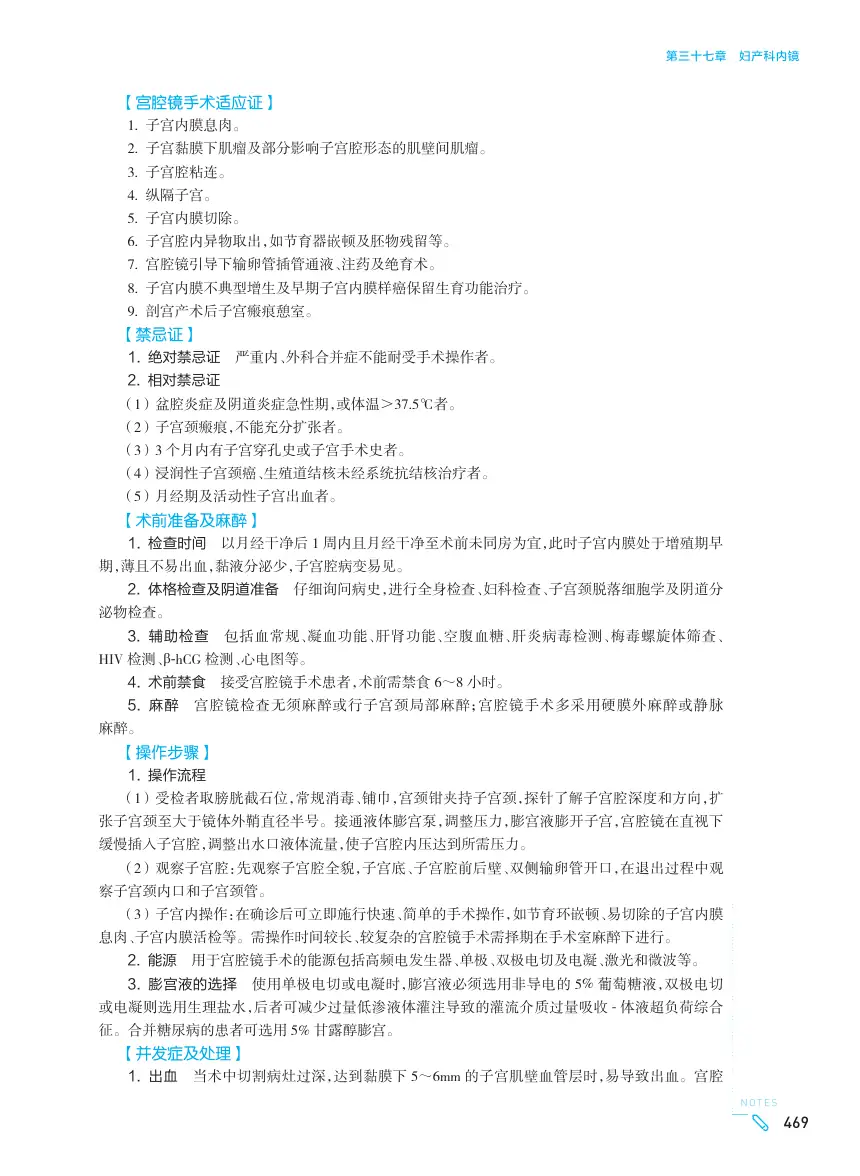 第三十七章　妇产科内镜
【宫腔镜手术适应证】
1. 子宫内膜息肉。
2. 子宫黏膜下肌瘤及部分影响子宫腔形态的肌壁间肌瘤。
3. 子宫腔粘连。
4. 纵隔子宫。
5. 子宫内膜切除。
6. 子宫腔内异物取出，如节育器嵌顿及胚物残留等。
7. 宫腔镜引导下输卵管插管通液、注药及绝育术。
8. 子宫内膜不典型增生及早期子宫内膜样癌保留生育功能治疗。
9. 剖宫产术后子宫瘢痕憩室。
【禁忌证】
1. 绝对禁忌证　严重内、外科合并症不能耐受手术操作者。
2. 相对禁忌证
（1）盆腔炎症及阴道炎症急性期，或体温＞37.5℃者。
（2）子宫颈瘢痕，不能充分扩张者。
（3）3 个月内有子宫穿孔史或子宫手术史者。
（4）浸润性子宫颈癌、生殖道结核未经系统抗结核治疗者。
（5）月经期及活动性子宫出血者。
【术前准备及麻醉】
1. 检查时间　以月经干净后 1 周内且月经干净至术前未同房为宜，此时子宫内膜处于增殖期早
期，薄且不易出血，黏液分泌少，子宫腔病变易见。
2. 体格检查及阴道准备　仔细询问病史，进行全身检查、妇科检查、子宫颈脱落细胞学及阴道分
泌物检查。
3. 辅助检查　包括血常规、凝血功能、肝肾功能、空腹血糖、肝炎病毒检测、梅毒螺旋体筛查、
HIV 检测、β-hCG 检测、心电图等。
4. 术前禁食　接受宫腔镜手术患者，术前需禁食 6～8 小时。
5. 麻醉　宫腔镜检查无须麻醉或行子宫颈局部麻醉；宫腔镜手术多采用硬膜外麻醉或静脉
麻醉。
【操作步骤】
1. 操作流程
（1）受检者取膀胱截石位，常规消毒、铺巾，宫颈钳夹持子宫颈，探针了解子宫腔深度和方向，扩
张子宫颈至大于镜体外鞘直径半号。接通液体膨宫泵，调整压力，膨宫液膨开子宫，宫腔镜在直视下
缓慢插入子宫腔，调整出水口液体流量，使子宫腔内压达到所需压力。
（2）观察子宫腔：先观察子宫腔全貌，子宫底、子宫腔前后壁、双侧输卵管开口，在退出过程中观
察子宫颈内口和子宫颈管。
（3）子宫内操作：在确诊后可立即施行快速、简单的手术操作，如节育环嵌顿、易切除的子宫内膜
息肉、子宫内膜活检等。需操作时间较长、较复杂的宫腔镜手术需择期在手术室麻醉下进行。
2. 能源　用于宫腔镜手术的能源包括高频电发生器、单极、双极电切及电凝、激光和微波等。
3. 膨宫液的选择　使用单极电切或电凝时，膨宫液必须选用非导电的 5% 葡萄糖液，双极电切
或电凝则选用生理盐水，后者可减少过量低渗液体灌注导致的灌流介质过量吸收 - 体液超负荷综合
征。合并糖尿病的患者可选用 5% 甘露醇膨宫。
【并发症及处理】
1. 出血　当术中切割病灶过深，达到黏膜下 5～6mm 的子宫肌壁血管层时，易导致出血。宫腔
NOTES
469